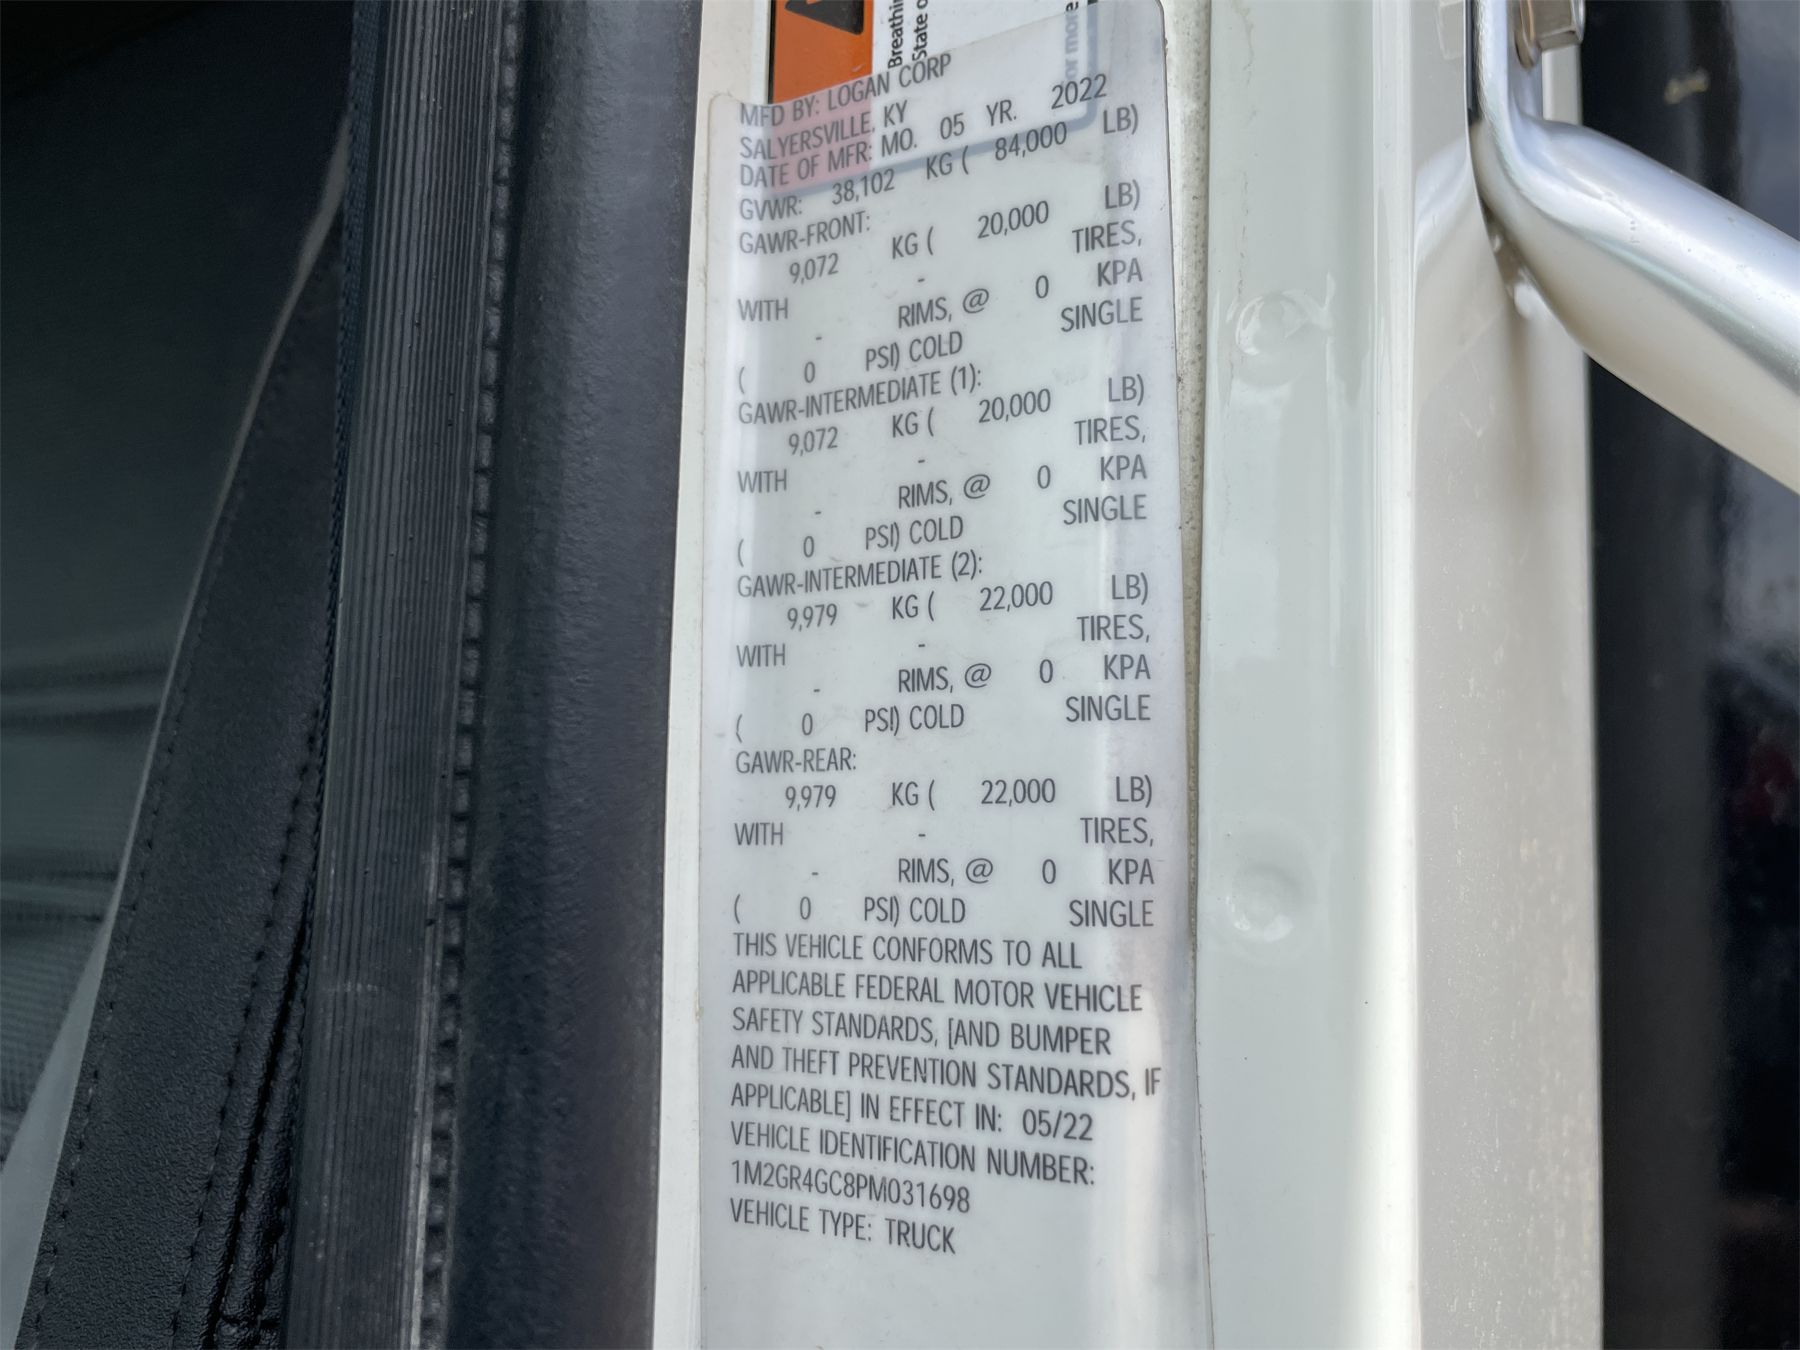 Breathin
State o
or more
MFD BY: LOGAN CORP
SALYERSVILLE, KY
DATE OF MFR: MO. 05 YR. 2022
GVWR: 38,102 KG ( 84,000 LB)
GAWR-FRONT:
9,072 KG ( 20,000 LB)
WITH - TIRES,
- RIMS, @ 0 KPA
( 0 PSI) COLD SINGLE
GAWR-INTERMEDIATE (1):
9,072 KG ( 20,000 LB)
WITH - TIRES,
- RIMS, @ 0 KPA
( 0 PSI) COLD SINGLE
GAWR-INTERMEDIATE (2):
9,979 KG ( 22,000 LB)
WITH - TIRES,
- RIMS, @ 0 KPA
( 0 PSI) COLD SINGLE
GAWR-REAR:
9,979 KG ( 22,000 LB)
WITH - TIRES,
- RIMS, @ 0 KPA
( 0 PSI) COLD SINGLE
THIS VEHICLE CONFORMS TO ALL
APPLICABLE FEDERAL MOTOR VEHICLE
SAFETY STANDARDS, [AND BUMPER
AND THEFT PREVENTION STANDARDS, IF
APPLICABLE] IN EFFECT IN: 05/22
VEHICLE IDENTIFICATION NUMBER:
1M2GR4GC8PM031698
VEHICLE TYPE: TRUCK